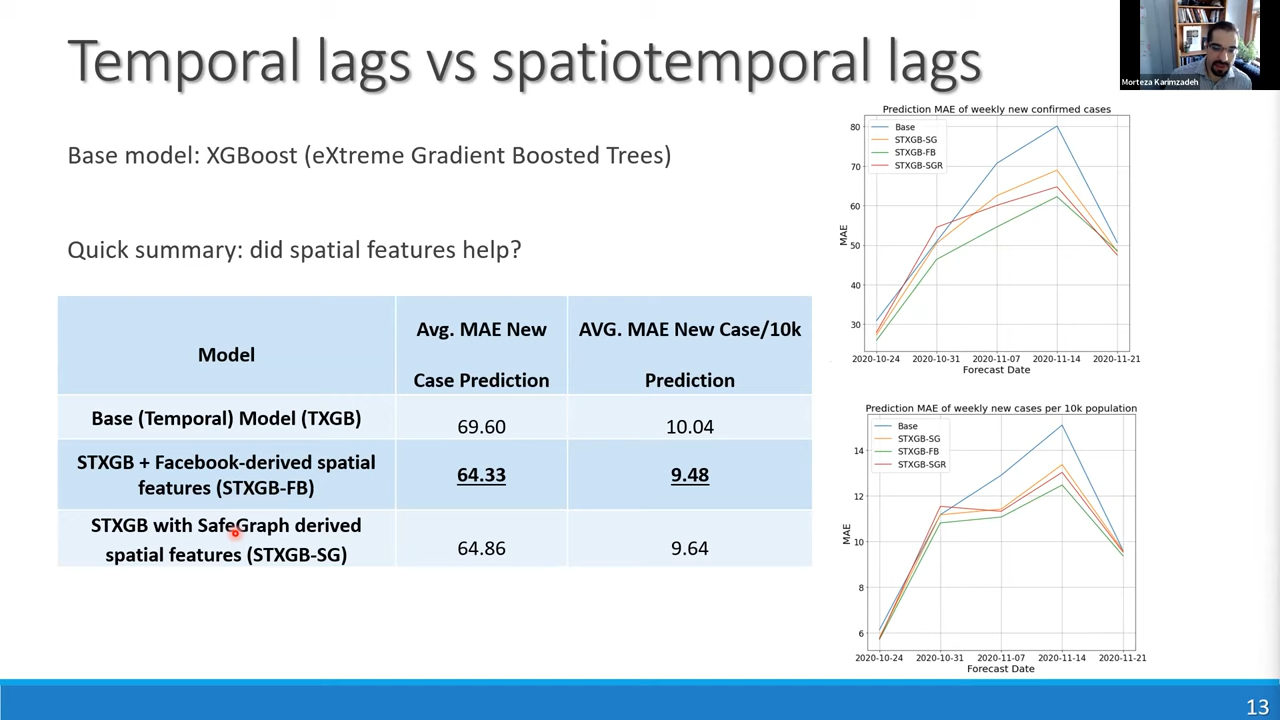 Temporal lags vs spatiotemporal lags
Morteza Karimzadeh
Base model: XGBoost (eXtreme Gradient Boosted Trees)
Quick summary: did spatial features help?
Model
Avg. MAE New
Case Prediction
AVG. MAE New Case/10k
Prediction
Base (Temporal) Model (TXGB)
69.60
10.04
STXGB + Facebook-derived spatial
features (STXGB-FB)
64.33
9.48
STXGB with SafeGraph derived
spatial features (STXGB-SG)
64.86
9.64
Prediction MAE of weekly new confirmed cases
Base
STXGB-SG
STXGB-FB
STXGB-SGR
80
70
60
50
40
30
MAE
2020-10-24 2020-10-31 2020-11-07 2020-11-14 2020-11-21
Forecast Date
Prediction MAE of weekly new cases per 10k population
Base
STXGB-SG
STXGB-FB
STXGB-SGR
14
12
10
8
6
MAE
2020-10-24 2020-10-31 2020-11-07 2020-11-14 2020-11-21
Forecast Date
13